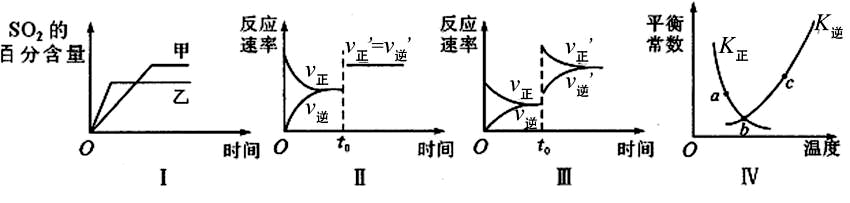 SO₂的
百分含量
甲
乙
O
时间
Ⅰ
反应
速率
v正
v逆
v正′=v逆′
O
t₀
时间
Ⅱ
反应
速率
v正
v逆
v正′
v逆′
O
t₀
时间
Ⅲ
平衡
常数
K正
K逆
a
b
c
O
温度
Ⅳ